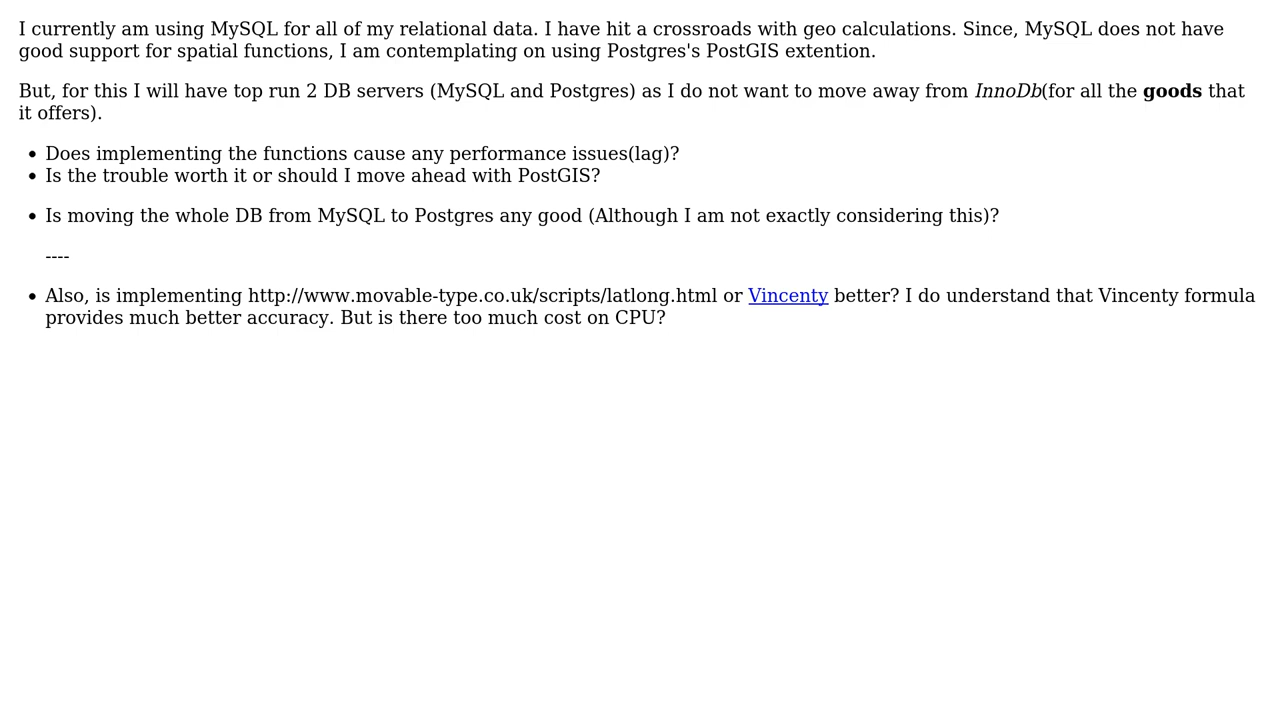 I currently am using MySQL for all of my relational data. I have hit a crossroads with geo calculations. Since, MySQL does not have
good support for spatial functions, I am contemplating on using Postgres's PostGIS extention.
But, for this I will have top run 2 DB servers (MySQL and Postgres) as I do not want to move away from InnoDb(for all the goods that
it offers).
• Does implementing the functions cause any performance issues(lag)?
• Is the trouble worth it or should I move ahead with PostGIS?
• Is moving the whole DB from MySQL to Postgres any good (Although I am not exactly considering this)?
----
• Also, is implementing http://www.movable-type.co.uk/scripts/latlong.html or Vincenty better? I do understand that Vincenty formula
provides much better accuracy. But is there too much cost on CPU?